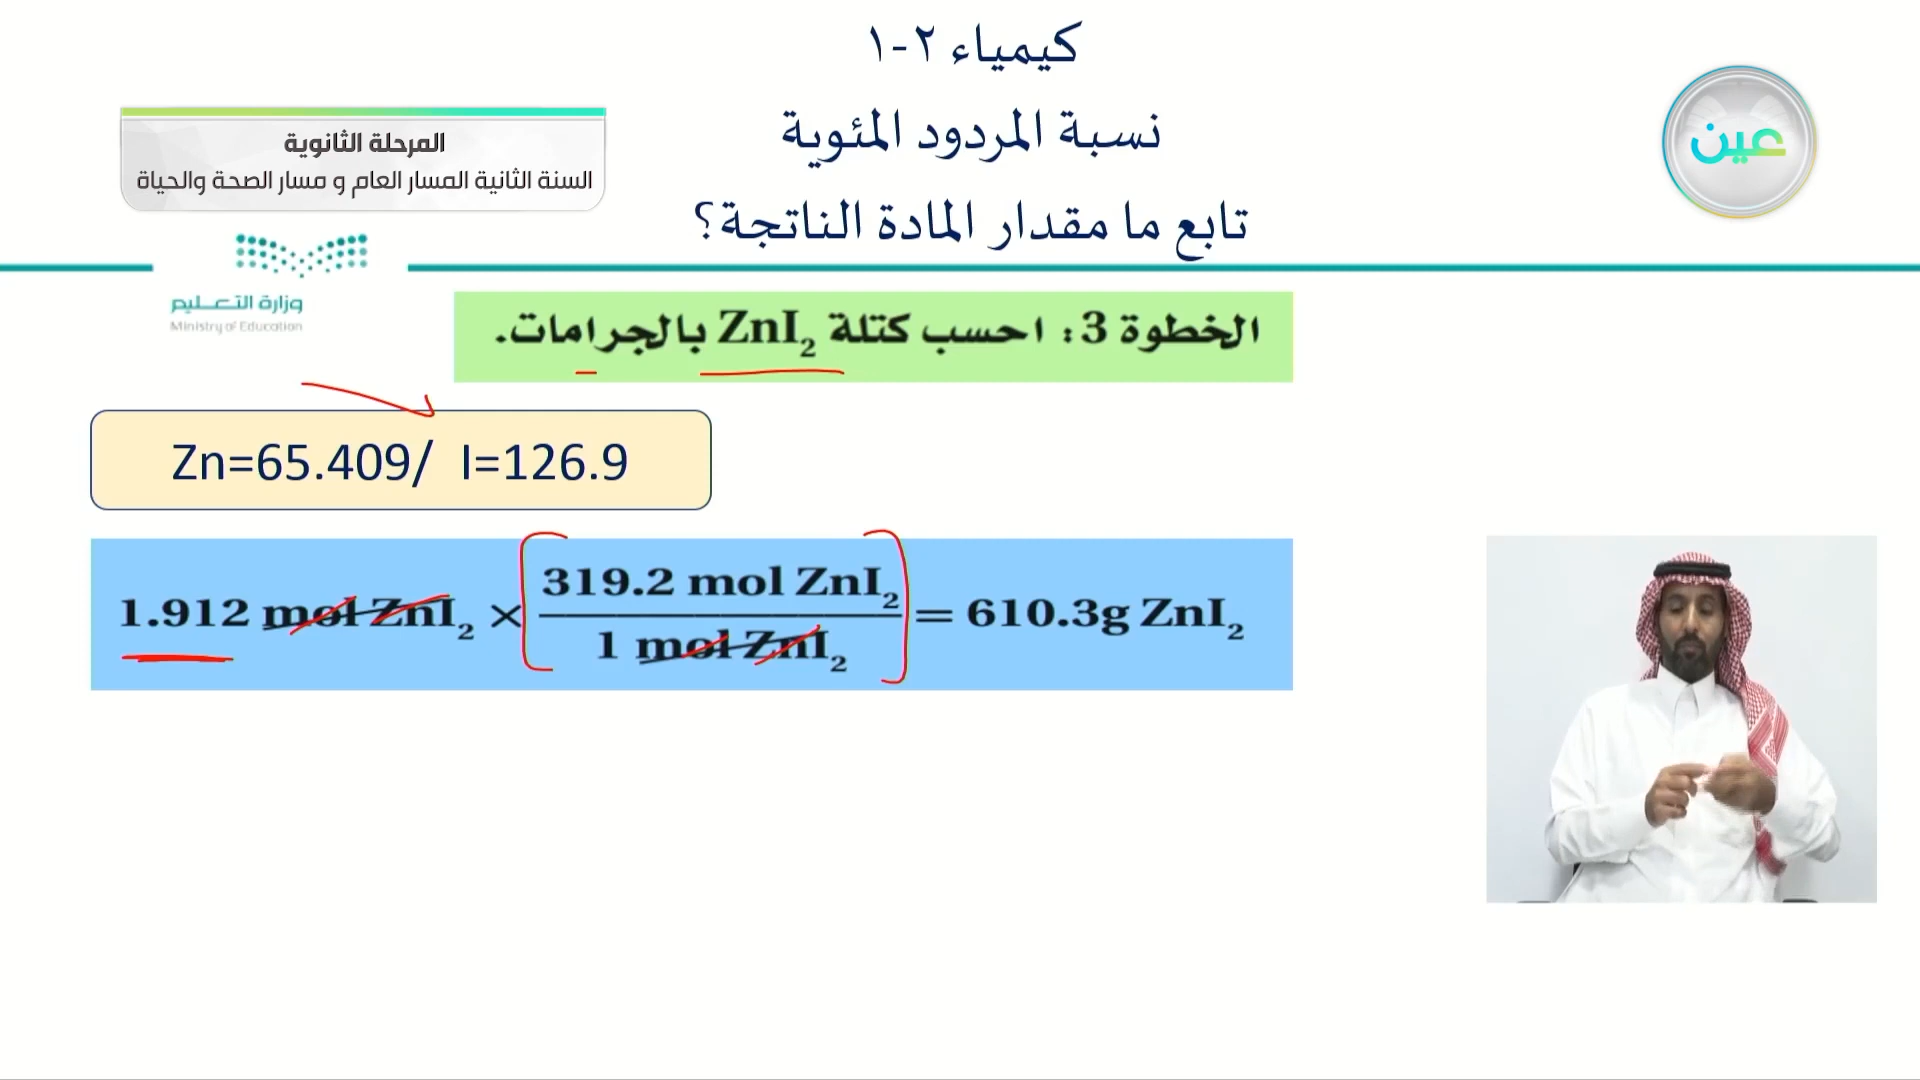 كيمياء ٢-١
نسبة المردود المئوية
تابع ما مقدار المادة الناتجة؟
عين
المرحلة الثانوية
السنة الثانية المسار العام و مسار الصحة والحياة
وزارة التعليم
Ministry of Education
الخطوة 3: احسب كتلة ZnI₂ بالجرامات.
Zn=65.409/ I=126.9
1.912 mol ZnI₂ × [319.2 mol ZnI₂ / 1 mol ZnI₂] = 610.3g ZnI₂